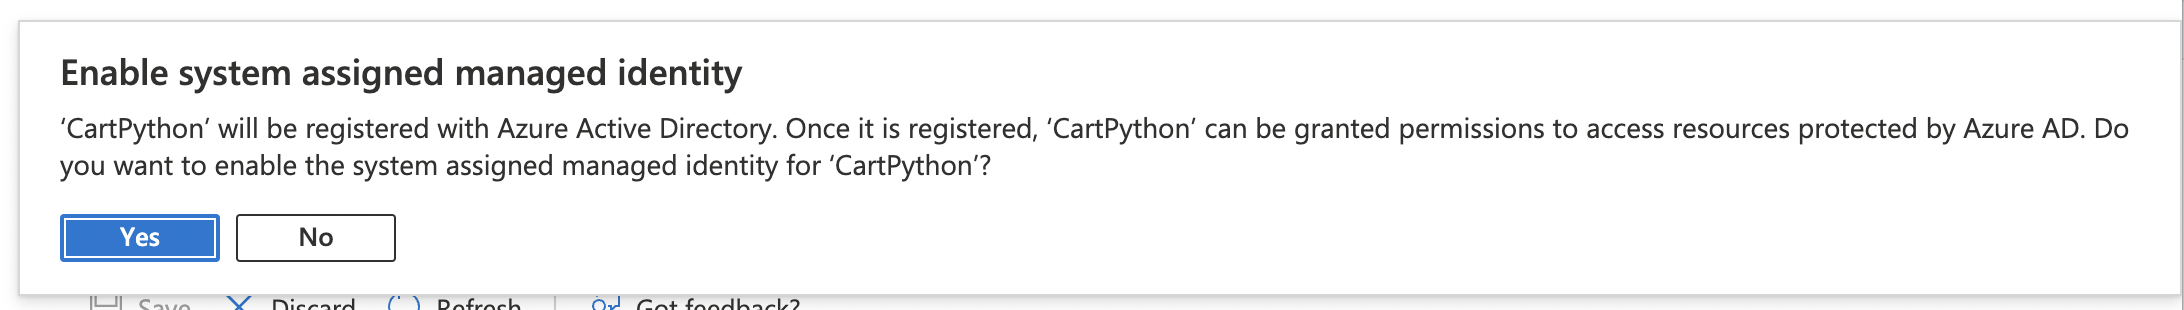 Enable system assigned managed identity
‘CartPython’ will be registered with Azure Active Directory. Once it is registered, ‘CartPython’ can be granted permissions to access resources protected by Azure AD. Do
you want to enable the system assigned managed identity for ‘CartPython’?
Yes No
Save Discard Refresh Got feedback?